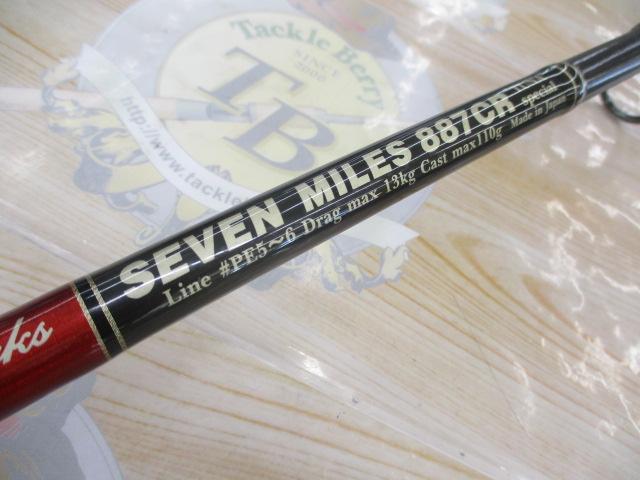 SEVEN MILES 887CR special
Line #PE5～6 Drag max 13kg Cast max110g Made in Japan
Tackle Berry
SINCE
TB
http://www.tackle
ks